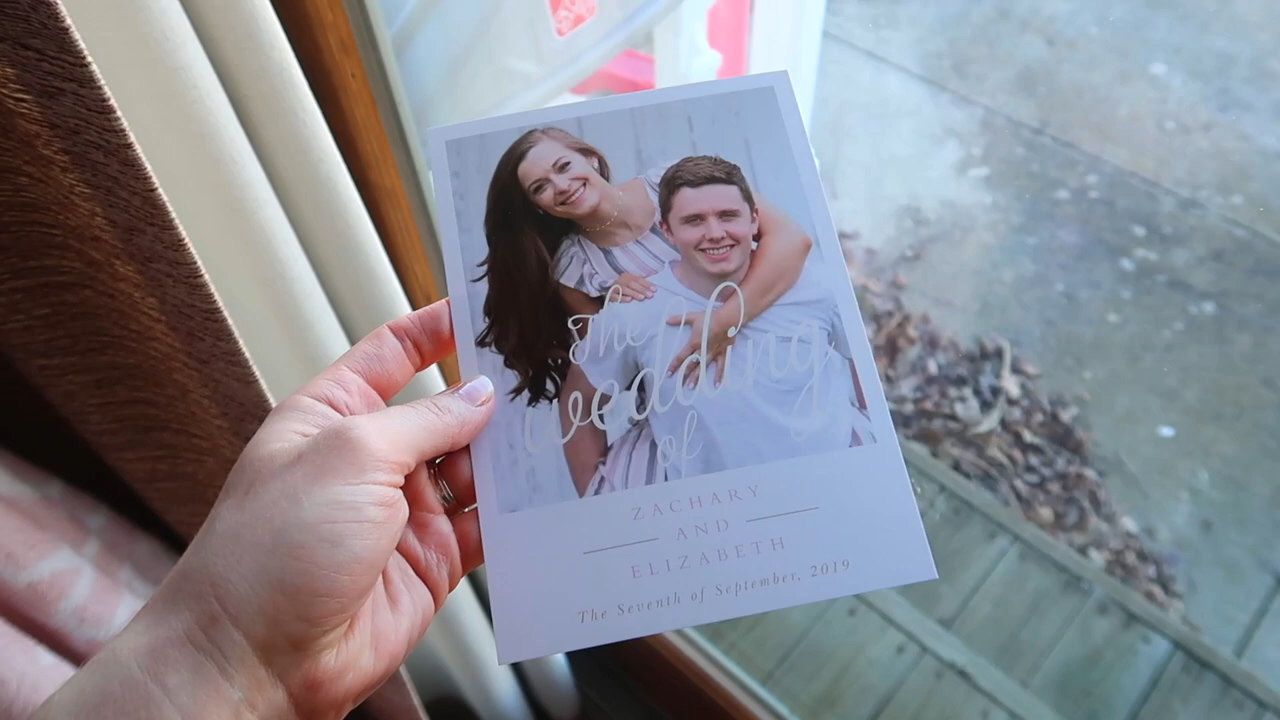 The
wedding
of
ZACHARY
AND
ELIZABETH
The Seventh of September, 2019